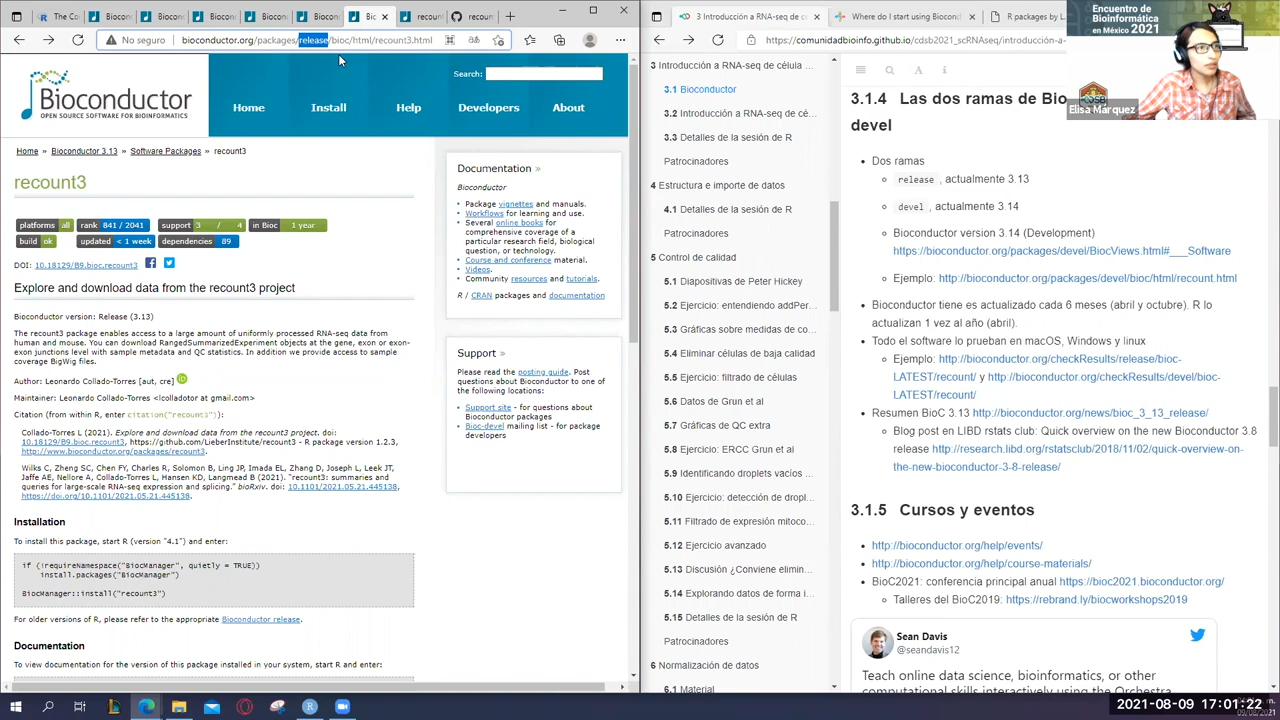 The Co
Bioco
Bioco
Bioco
Bioco
Bioco
Bic
recoun
recoun
No seguro
bioconductor.org/packages/release/bioc/html/recount3.html
Bioconductor
OPEN SOURCE SOFTWARE FOR BIOINFORMATICS
Search:
Home
Install
Help
Developers
About
Home » Bioconductor 3.13 » Software Packages » recount3
recount3
platforms all rank 841 / 2041 support 3 / 4 in Bioc 1 year
build ok updated < 1 week dependencies 89
DOI: 10.18129/B9.bioc.recount3
Explore and download data from the recount3 project
Bioconductor version: Release (3.13)
The recount3 package enables access to a large amount of uniformly processed RNA-seq data from
human and mouse. You can download RangedSummarizedExperiment objects at the gene, exon or exon-
exon junctions level with sample metadata and QC statistics. In addition we provide access to sample
coverage BigWig files.
Author: Leonardo Collado-Torres [aut, cre]
Maintainer: Leonardo Collado-Torres <lcolladotor at gmail.com>
Citation (from within R, enter citation("recount3")):
Collado-Torres L (2021). Explore and download data from the recount3 project. doi:
10.18129/B9.bioc.recount3, https://github.com/LieberInstitute/recount3 - R package version 1.2.3,
http://www.bioconductor.org/packages/recount3.
Wilks C, Zheng SC, Chen FY, Charles R, Solomon B, Ling JP, Imada EL, Zhang D, Joseph L, Leek JT,
Jaffe AE, Nellore A, Collado-Torres L, Hansen KD, Langmead B (2021). "recount3: summaries and
queries for large-scale RNA-seq expression and splicing." bioRxiv. doi: 10.1101/2021.05.21.445138,
https://doi.org/10.1101/2021.05.21.445138.
Installation
To install this package, start R (version "4.1") and enter:
if (!requireNamespace("BiocManager", quietly = TRUE))
install.packages("BiocManager")
BiocManager::install("recount3")
For older versions of R, please refer to the appropriate Bioconductor release.
Documentation
To view documentation for the version of this package installed in your system, start R and enter:
Documentation »
Bioconductor
• Package vignettes and manuals.
• Workflows for learning and use.
• Several online books for
comprehensive coverage of a
particular research field, biological
question, or technology.
• Course and conference material.
• Videos.
• Community resources and tutorials.
R / CRAN packages and documentation
Support »
Please read the posting guide. Post
questions about Bioconductor to one of
the following locations:
• Support site - for questions about
Bioconductor packages
• Bioc-devel mailing list - for package
developers
3 Introducción a RNA-seq de c
Where do I start using Biocond
R packages by L
https://comunidadbioinfo.github.io/cdsb2021_scRNAseq/introducción-a-
3 Introducción a RNA-seq de célula
3.1 Bioconductor
3.2 Introducción a RNA-seq de cé...
3.3 Detalles de la sesión de R
Patrocinadores
4 Estructura e importe de datos
4.1 Detalles de la sesión de R
Patrocinadores
5 Control de calidad
5.1 Diapositivas de Peter Hickey
5.2 Ejercicio: entendiendo addPer...
5.3 Gráficas sobre medidas de co...
5.4 Eliminar células de baja calidad
5.5 Ejercicio: filtrado de células
5.6 Datos de Grun et al
5.7 Gráficas de QC extra
5.8 Ejercicio: ERCC Grun et al
5.9 Identificando droplets vacíos ...
5.10 Ejercicio: detección de dropl...
5.11 Filtrado de expresión mitoco...
5.12 Ejercicio avanzado
5.13 Discusión ¿Conviene elimin...
5.14 Explorando datos de forma i...
5.15 Detalles de la sesión de R
Patrocinadores
6 Normalización de datos
6.1 Material
3.1.4 Las dos ramas de Bio
devel
• Dos ramas
release , actualmente 3.13
devel , actualmente 3.14
Bioconductor version 3.14 (Development)
https://bioconductor.org/packages/devel/BiocViews.html#___Software
Ejemplo: http://bioconductor.org/packages/devel/bioc/html/recount.html
• Bioconductor tiene es actualizado cada 6 meses (abril y octubre). R lo
actualizan 1 vez al año (abril).
• Todo el software lo prueban en macOS, Windows y linux
Ejemplo: http://bioconductor.org/checkResults/release/bioc-
LATEST/recount/ y http://bioconductor.org/checkResults/devel/bioc-
LATEST/recount/
• Resumen BioC 3.13 http://bioconductor.org/news/bioc_3_13_release/
Blog post en LIBD rstats club: Quick overview on the new Bioconductor 3.8
release http://research.libd.org/rstatsclub/2018/11/02/quick-overview-on-
the-new-bioconductor-3-8-release/
3.1.5 Cursos y eventos
• http://bioconductor.org/help/events/
• http://bioconductor.org/help/course-materials/
• BioC2021: conferencia principal anual https://bioc2021.bioconductor.org/
Talleres del BioC2019: https://rebrand.ly/biocworkshops2019
Sean Davis
@seandavis12
Teach online data science, bioinformatics, or other
computational skills interactively using the Orchestra
Encuentro de
Bioinformática
en México 2021
CDSB
Elisa Márquez
2021-08-09 17:01:22